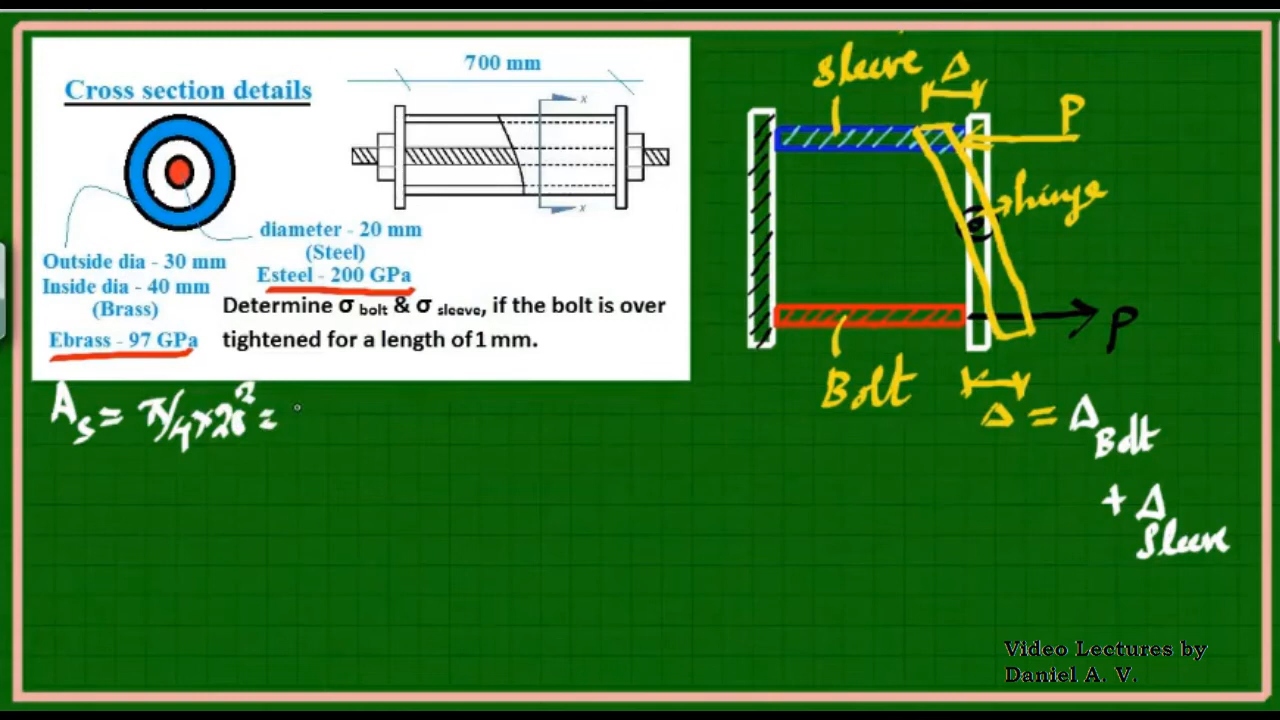 700 mm
Cross section details
x
x
diameter - 20 mm
(Steel)
Esteel - 200 GPa
Outside dia - 30 mm
Inside dia - 40 mm
(Brass)
Ebrass - 97 GPa
Determine σ bolt & σ sleeve, if the bolt is over
tightened for a length of 1 mm.
As = π/4 × 20² =
sleeve
Δ
P
hinge
P
Bolt
Δ = Δ Bolt
+ Δ Sleeve
Video Lectures by
Daniel A. V.